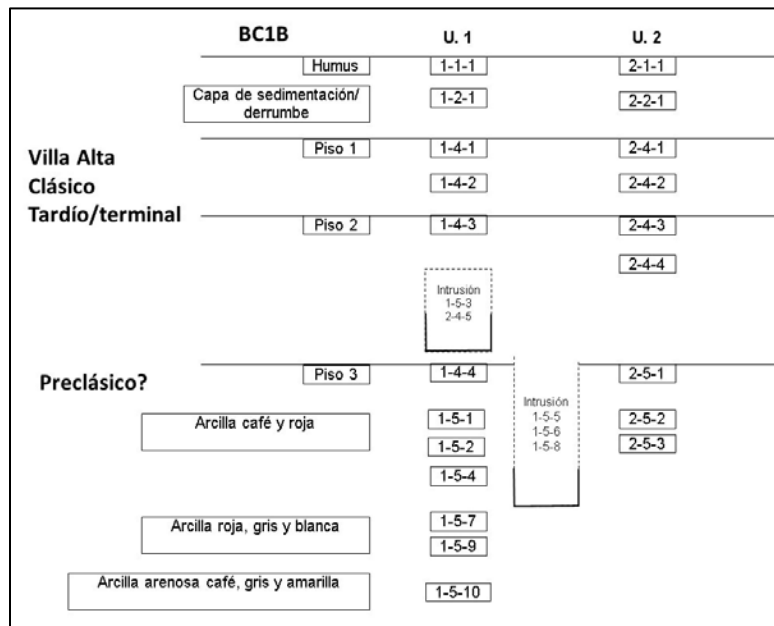 BC1B U. 1 U. 2
Humus 1-1-1 2-1-1
Capa de sedimentación/
derrumbe
1-2-1 2-2-1
Villa Alta
Clásico
Tardío/terminal
Piso 1 1-4-1 2-4-1
1-4-2 2-4-2
Piso 2 1-4-3 2-4-3
2-4-4
Intrusión
1-5-3
2-4-5
Preclásico?
Piso 3 1-4-4 2-5-1
Intrusión
1-5-5
1-5-6
1-5-8
Arcilla café y roja 1-5-1 2-5-2
1-5-2 2-5-3
1-5-4
Arcilla roja, gris y blanca 1-5-7
1-5-9
Arcilla arenosa café, gris y amarilla 1-5-10